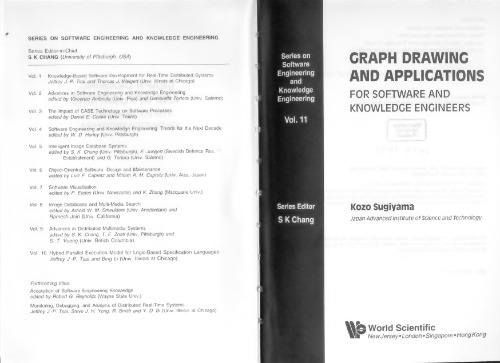 SERIES ON SOFTWARE ENGINEERING AND KNOWLEDGE ENGINEERING
Series Editor-in-Chief
S K CHANG (University of Pittsburgh, USA)
Vol. 1 Knowledge-Based Software Development for Real-Time Distributed Systems
Jeffrey J.-P. Tsai and Thomas J. Weigert (Univ. Illinois at Chicago)
Vol. 2 Advances in Software Engineering and Knowledge Engineering
edited by Vincenzo Ambriola (Univ. Pisa) and Genoveffa Tortora (Univ. Salerno)
Vol. 3 The Impact of CASE Technology on Software Processes
edited by Daniel E. Cooke (Univ. Texas)
Vol. 4 Software Engineering and Knowledge Engineering: Trends for the Next Decade
edited by W. D. Hurley (Univ. Pittsburgh)
Vol. 5 Intelligent Image Database Systems
edited by S. K. Chang (Univ. Pittsburgh), E. Jungert (Swedish Defence Res.
Establishment) and G. Tortora (Univ. Salerno)
Vol. 6 Object-Oriented Software: Design and Maintenance
edited by Luiz F. Capretz and Miriam A. M. Capretz (Univ. Aizu, Japan)
Vol. 7 Software Visualisation
edited by P. Eades (Univ. Newcastle) and K. Zhang (Macquarie Univ.)
Vol. 8 Image Databases and Multi-Media Search
edited by Arnold W. M. Smeulders (Univ. Amsterdam) and
Ramesh Jain (Univ. California)
Vol. 9 Advances in Distributed Multimedia Systems
edited by S. K. Chang, T. F. Znati (Univ. Pittsburgh) and
S. T. Vuong (Univ. British Columbia)
Vol. 10 Hybrid Parallel Execution Model for Logic-Based Specification Languages
Jeffrey J.-P. Tsai and Bing Li (Univ. Illinois at Chicago)
Forthcoming titles:
Acquisition of Software Engineering Knowledge
edited by Robert G. Reynolds (Wayne State Univ.)
Monitoring, Debugging, and Analysis of Distributed Real-Time Systems
Jeffrey J.-P. Tsai, Steve J. H. Yong, R. Smith and Y. D. Bi (Univ. Illinois at Chicago)
Series on
Software
Engineering
and
Knowledge
Engineering
Vol. 11
Series Editor
S K Chang
GRAPH DRAWING
AND APPLICATIONS
FOR SOFTWARE AND
KNOWLEDGE ENGINEERS
Kozo Sugiyama
Japan Advanced Institute of Science and Technology
World Scientific
New Jersey • London • Singapore • Hong Kong